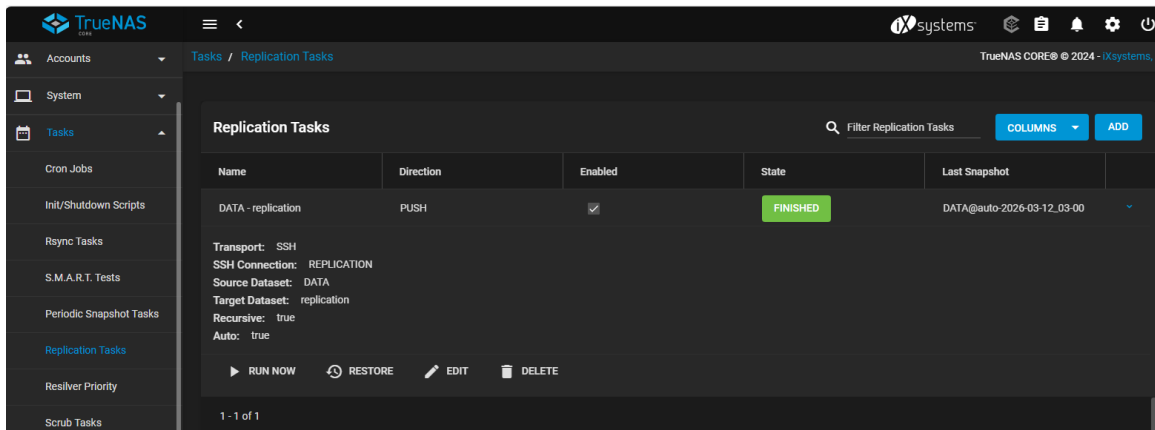 TrueNAS
CORE
iXsystems
Accounts
Tasks / Replication Tasks
TrueNAS CORE® © 2024 - iXsystems,
System
Tasks
Replication Tasks
Filter Replication Tasks
COLUMNS
ADD
Cron Jobs
Name Direction Enabled State Last Snapshot
Init/Shutdown Scripts
DATA - replication PUSH FINISHED DATA@auto-2026-03-12_03-00
Rsync Tasks
Transport: SSH
SSH Connection: REPLICATION
S.M.A.R.T. Tests
Source Dataset: DATA
Target Dataset: replication
Periodic Snapshot Tasks
Recursive: true
Auto: true
Replication Tasks
RUN NOW RESTORE EDIT DELETE
Resilver Priority
1 - 1 of 1
Scrub Tasks